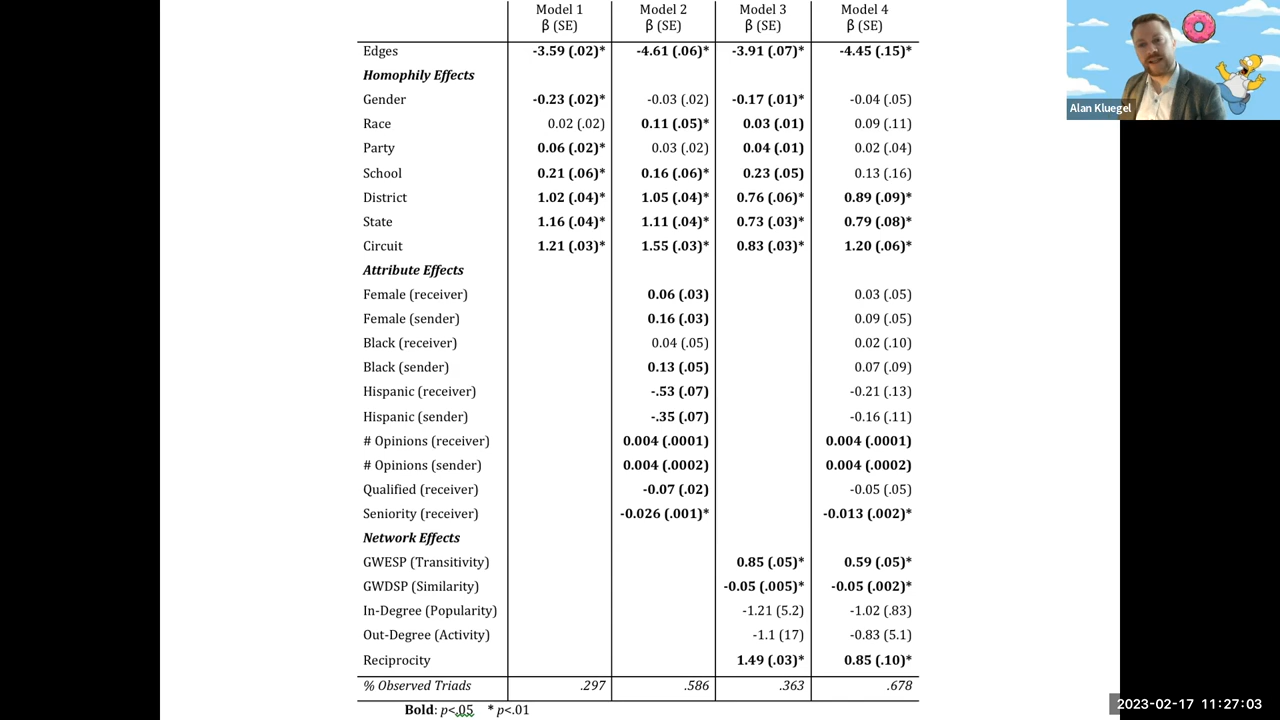 Model 1 Model 2 Model 3 Model 4
β (SE) β (SE) β (SE) β (SE)
Edges -3.59 (.02)* -4.61 (.06)* -3.91 (.07)* -4.45 (.15)*
Homophily Effects
Gender -0.23 (.02)* -0.03 (.02) -0.17 (.01)* -0.04 (.05)
Race 0.02 (.02) 0.11 (.05)* 0.03 (.01) 0.09 (.11)
Party 0.06 (.02)* 0.03 (.02) 0.04 (.01) 0.02 (.04)
School 0.21 (.06)* 0.16 (.06)* 0.23 (.05) 0.13 (.16)
District 1.02 (.04)* 1.05 (.04)* 0.76 (.06)* 0.89 (.09)*
State 1.16 (.04)* 1.11 (.04)* 0.73 (.03)* 0.79 (.08)*
Circuit 1.21 (.03)* 1.55 (.03)* 0.83 (.03)* 1.20 (.06)*
Attribute Effects
Female (receiver) 0.06 (.03) 0.03 (.05)
Female (sender) 0.16 (.03) 0.09 (.05)
Black (receiver) 0.04 (.05) 0.02 (.10)
Black (sender) 0.13 (.05) 0.07 (.09)
Hispanic (receiver) -.53 (.07) -0.21 (.13)
Hispanic (sender) -.35 (.07) -0.16 (.11)
# Opinions (receiver) 0.004 (.0001) 0.004 (.0001)
# Opinions (sender) 0.004 (.0002) 0.004 (.0002)
Qualified (receiver) -0.07 (.02) -0.05 (.05)
Seniority (receiver) -0.026 (.001)* -0.013 (.002)*
Network Effects
GWESP (Transitivity) 0.85 (.05)* 0.59 (.05)*
GWDSP (Similarity) -0.05 (.005)* -0.05 (.002)*
In-Degree (Popularity) -1.21 (5.2) -1.02 (.83)
Out-Degree (Activity) -1.1 (17) -0.83 (5.1)
Reciprocity 1.49 (.03)* 0.85 (.10)*
% Observed Triads .297 .586 .363 .678
Bold: p<.05 * p<.01
Alan Kluegel
2023-02-17 11:27:03